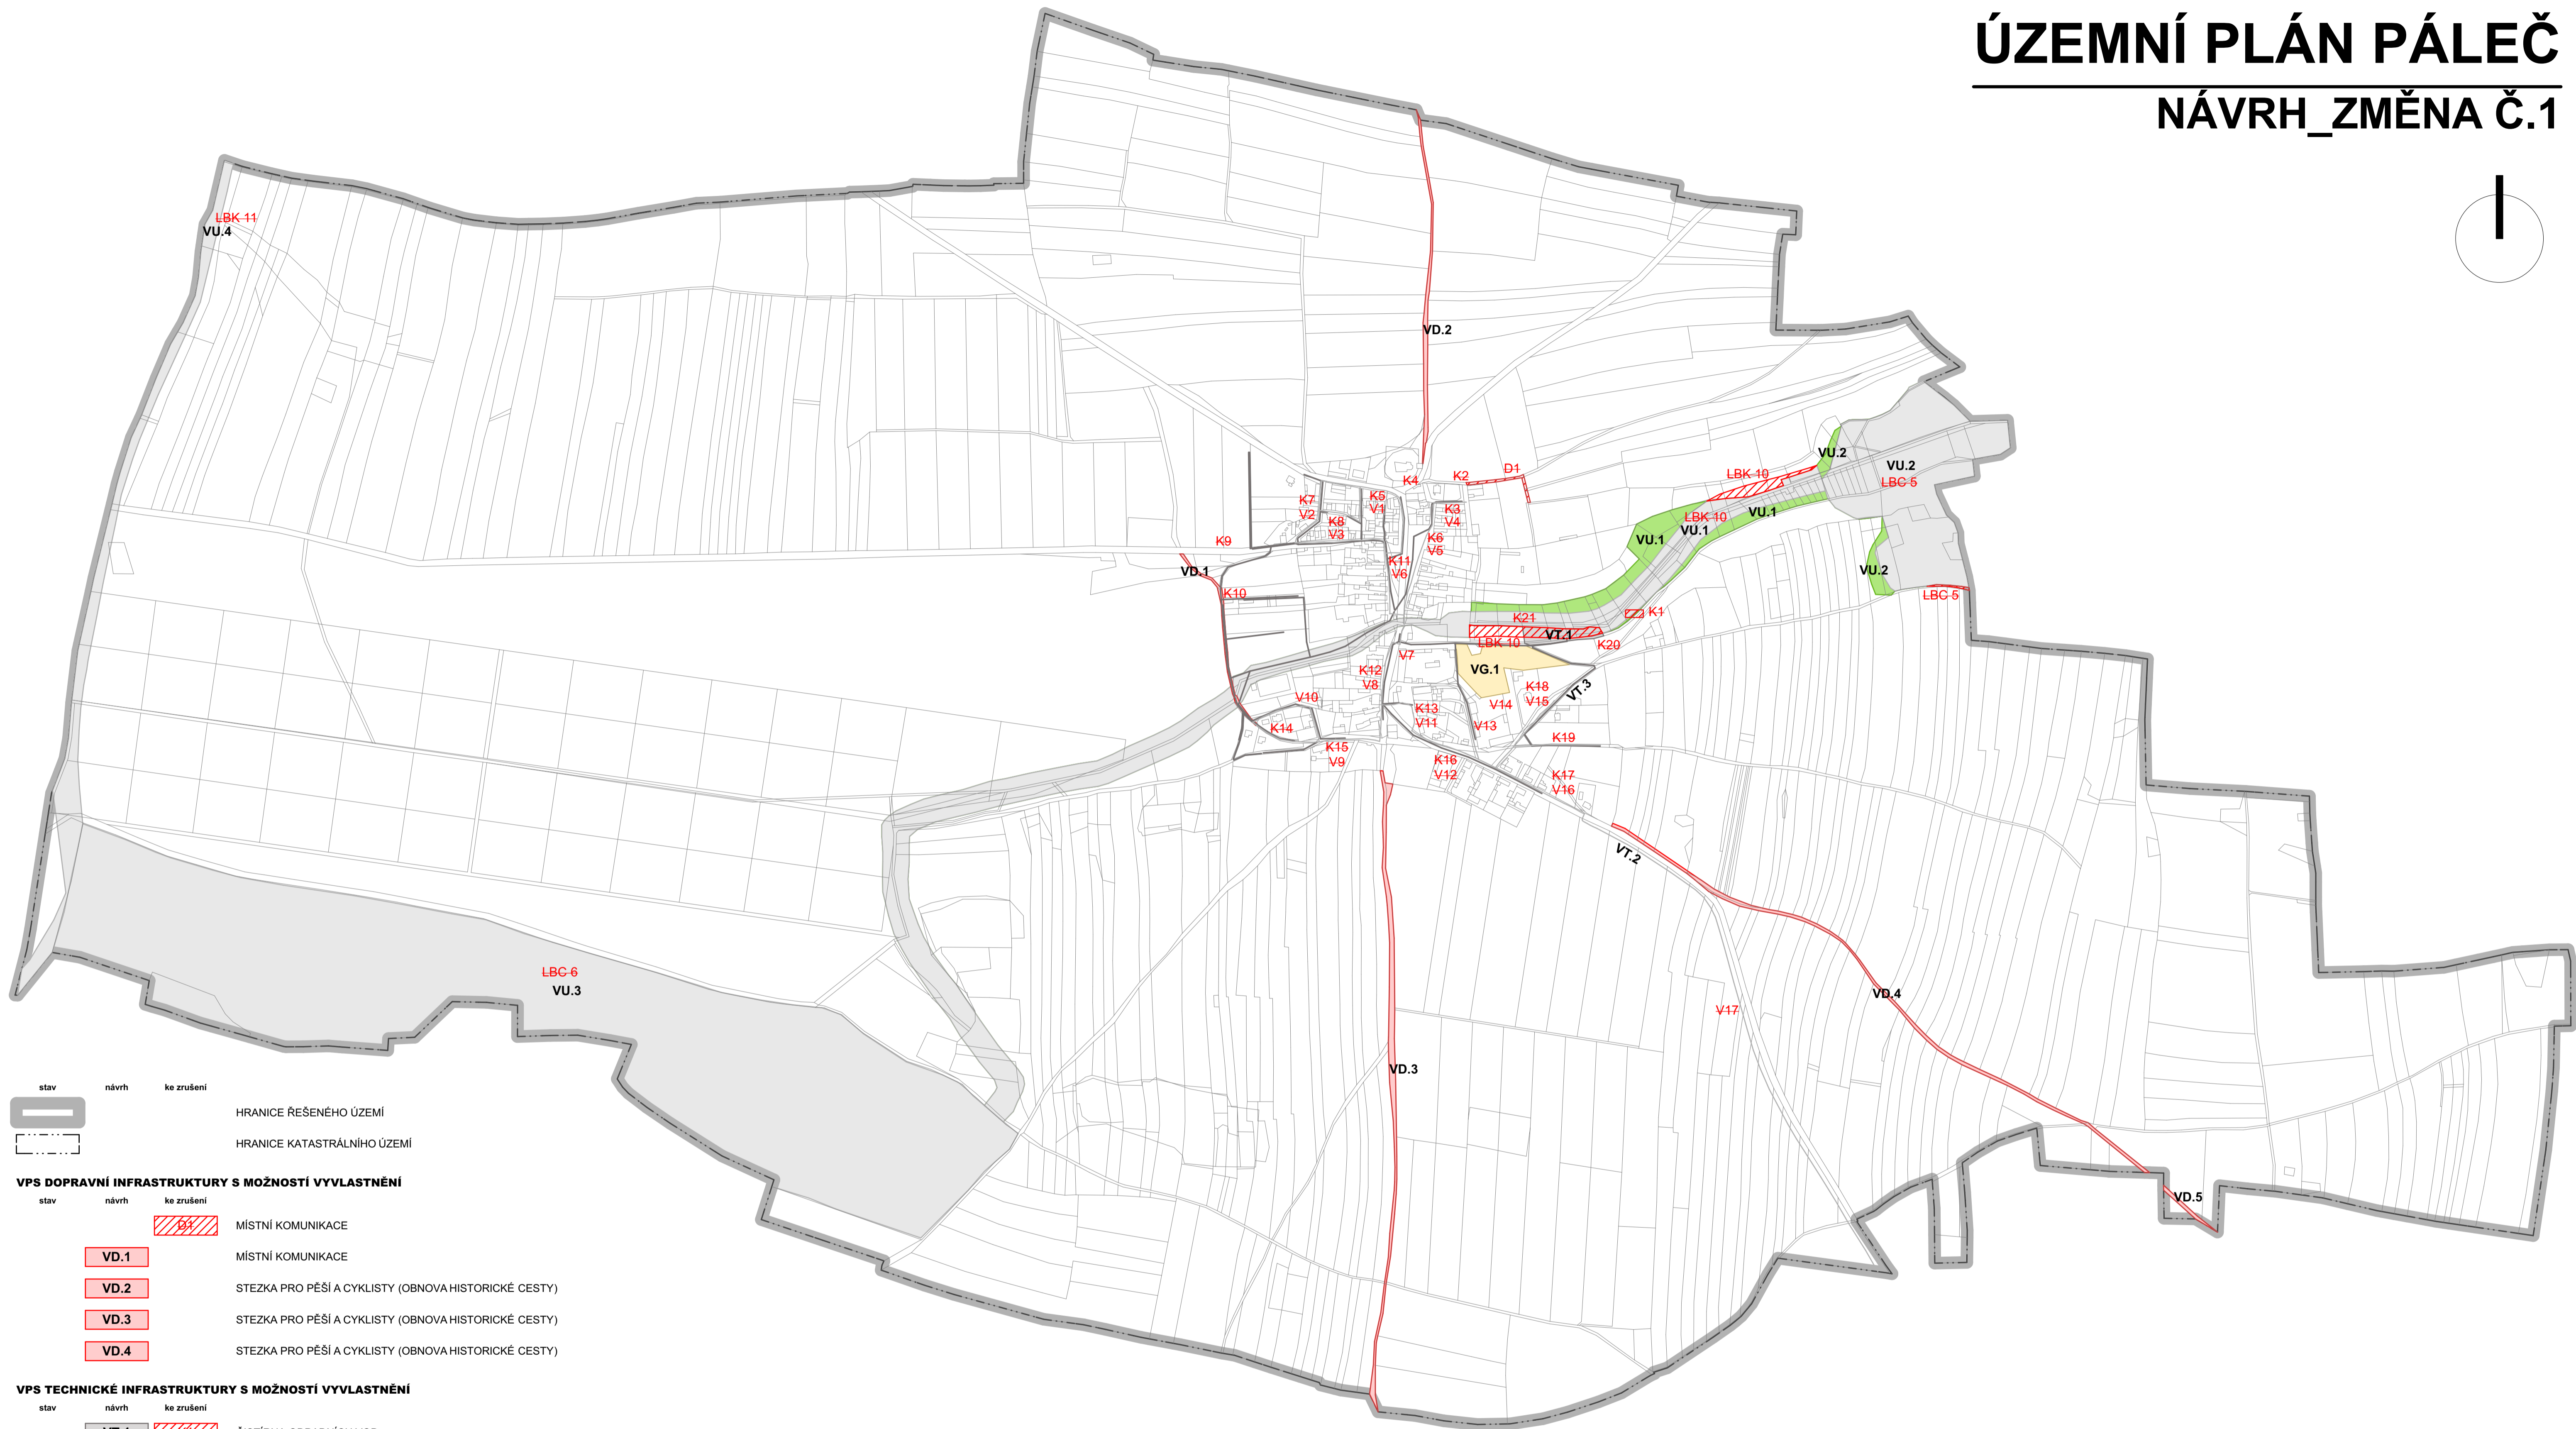 ÚZEMNÍ PLÁN PÁLEČ
NÁVRH_ZMĚNA Č.1
LBK 11
VU.4
VD.2
VU.2
VU.2
LBC 5
LBK 10
K2
D1
K4
K5
V1
K7
V2
K3
V4
K8
V3
LBK 10
VU.1
VU.1
VU.1
K6
V5
K9
K11
V6
VD.1
VU.2
K10
LBC 5
K1
K21
VT.1
LBK 10
K20
V7
K12
V8
VG.1
K18
V15
VT.3
V10
V14
K13
V11
V13
K14
K19
K15
V9
K16
V12
K17
V16
VT.2
LBC 6
VU.3
VD.4
V17
VD.3
VD.5
stav návrh ke zrušení
HRANICE ŘEŠENÉHO ÚZEMÍ
HRANICE KATASTRÁLNÍHO ÚZEMÍ
VPS DOPRAVNÍ INFRASTRUKTURY S MOŽNOSTÍ VYVLASTNĚNÍ
stav návrh ke zrušení
D1 MÍSTNÍ KOMUNIKACE
VD.1 MÍSTNÍ KOMUNIKACE
VD.2 STEZKA PRO PĚŠÍ A CYKLISTY (OBNOVA HISTORICKÉ CESTY)
VD.3 STEZKA PRO PĚŠÍ A CYKLISTY (OBNOVA HISTORICKÉ CESTY)
VD.4 STEZKA PRO PĚŠÍ A CYKLISTY (OBNOVA HISTORICKÉ CESTY)
VPS TECHNICKÉ INFRASTRUKTURY S MOŽNOSTÍ VYVLASTNĚNÍ
stav návrh ke zrušení